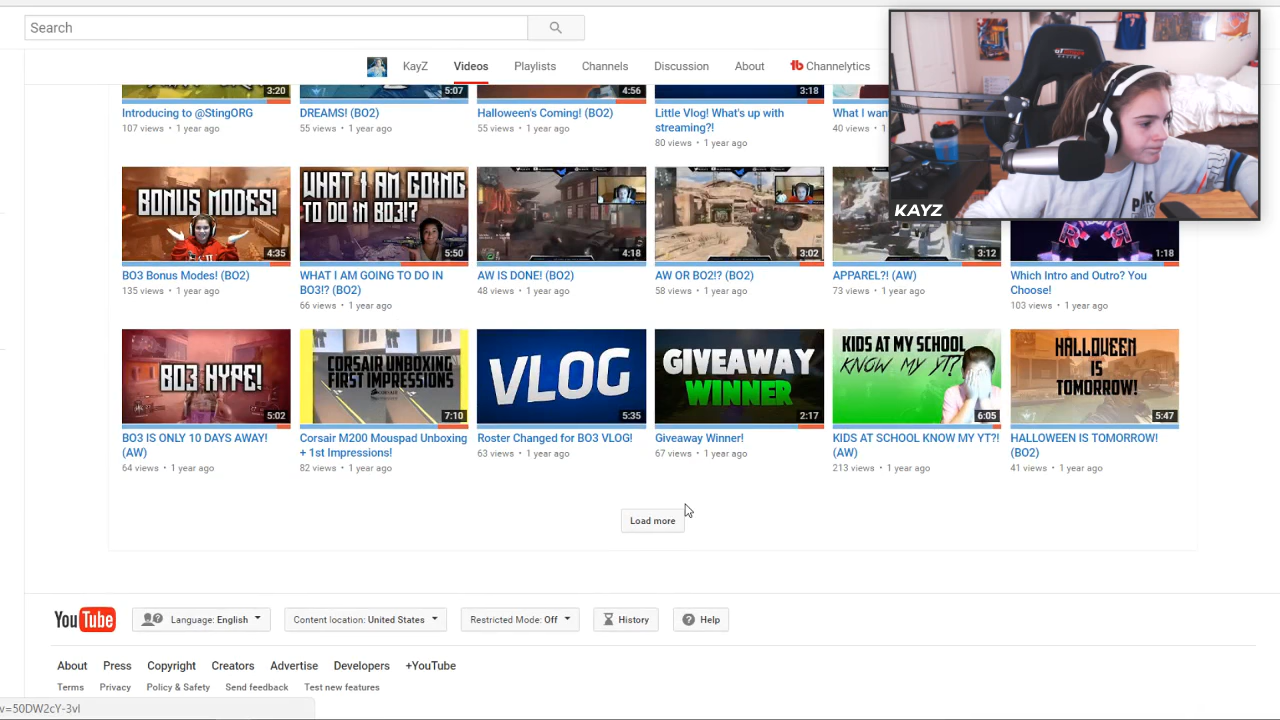 Search
KayZ Videos Playlists Channels Discussion About Channelytics
3:20 5:07 4:56 3:18
Introducing to @StingORG
107 views • 1 year ago
DREAMS! (BO2)
55 views • 1 year ago
Halloween's Coming! (BO2)
55 views • 1 year ago
Little Vlog! What's up with
streaming?!
80 views • 1 year ago
What I wan
40 views • 1
KAYZ
BONUS MODES!
4:35
BO3 Bonus Modes! (BO2)
135 views • 1 year ago
WHAT I AM GOING
TO DO IN BO3!?
5:50
WHAT I AM GOING TO DO IN
BO3!? (BO2)
66 views • 1 year ago
4:18
AW IS DONE! (BO2)
48 views • 1 year ago
3:02
AW OR BO2!? (BO2)
58 views • 1 year ago
3:12
APPAREL?! (AW)
73 views • 1 year ago
1:18
Which Intro and Outro? You
Choose!
103 views • 1 year ago
BO3 HYPE!
5:02
BO3 IS ONLY 10 DAYS AWAY!
(AW)
64 views • 1 year ago
CORSAIR UNBOXING
FIRST IMPRESSIONS
7:10
Corsair M200 Mouspad Unboxing
+ 1st Impressions!
82 views • 1 year ago
VLOG
5:35
Roster Changed for BO3 VLOG!
63 views • 1 year ago
GIVEAWAY
WINNER
2:17
Giveaway Winner!
67 views • 1 year ago
KIDS AT MY SCHOOL
KNOW MY YT?!
6:05
KIDS AT SCHOOL KNOW MY YT?!
(AW)
213 views • 1 year ago
HALLOWEEN
IS
TOMORROW!
5:47
HALLOWEEN IS TOMORROW!
(BO2)
41 views • 1 year ago
Load more
YouTube Language: English Content location: United States Restricted Mode: Off History Help
About Press Copyright Creators Advertise Developers +YouTube
Terms Privacy Policy & Safety Send feedback Test new features
v=50DW2cY-3vI